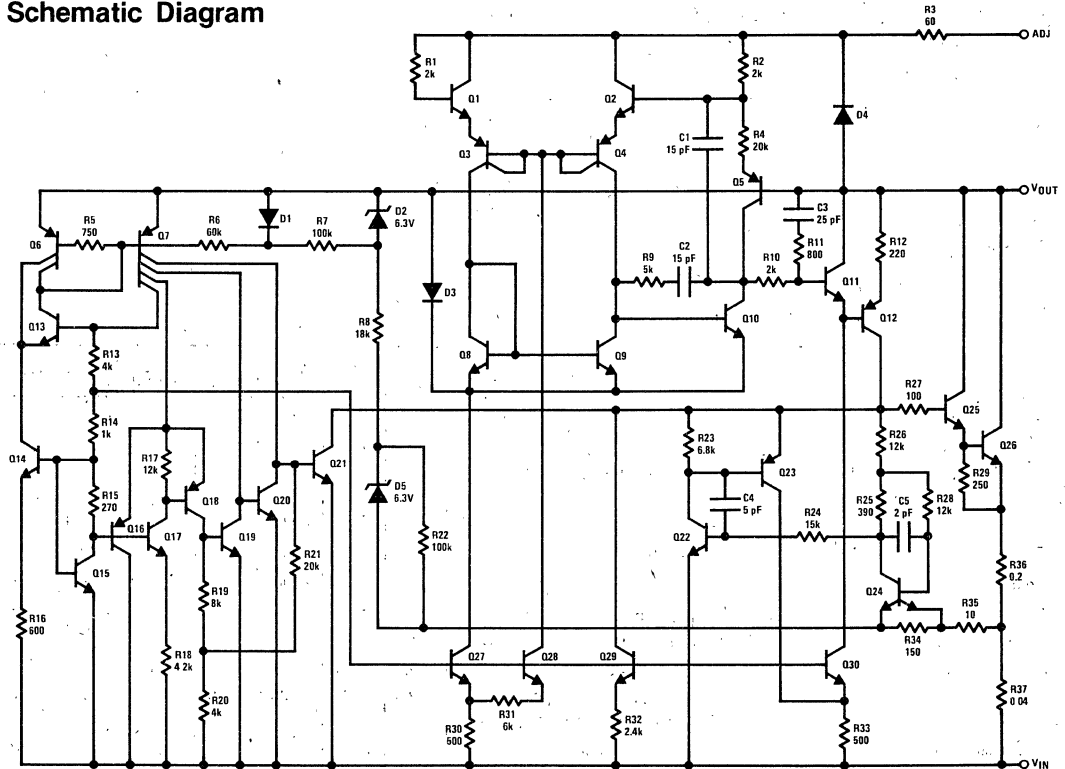 Schematic Diagram
R3
60
ADJ
R1
2k
Q1
Q2
R2
2k
D4
C1
15 pF
R4
20k
Q3
Q4
Q5
VOUT
R5
750
Q6
Q7
R6
60k
D1
R7
100k
D2
6.3V
C3
25 pF
R11
800
R12
220
R9
5k
C2
15 pF
R10
2k
Q11
D3
Q13
R8
18k
Q10
Q12
R13
4k
Q8
Q9
R14
1k
R27
100
Q25
Q14
R17
12k
Q21
R23
6.8k
Q23
R26
12k
Q26
Q18
Q20
D5
6.3V
R29
250
R15
270
C4
5 pF
R25
390
C5
2 pF
R28
12k
Q16
Q17
Q19
R22
100k
R24
15k
Q22
R21
20k
Q15
R36
0.2
R19
8k
Q24
R16
600
R35
10
R34
150
R18
4 2k
Q27
Q28
Q29
Q30
R20
4k
R31
6k
R37
0 04
R30
500
R32
2.4k
R33
500
VIN